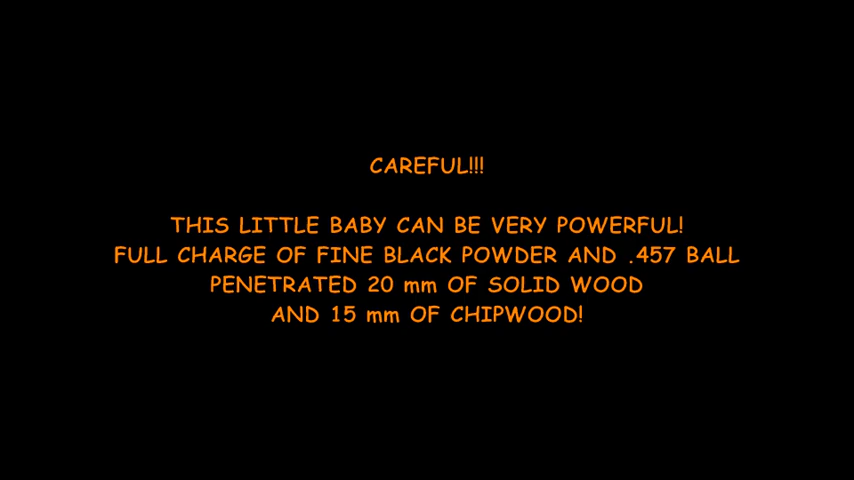 CAREFUL!!!
THIS LITTLE BABY CAN BE VERY POWERFUL!
FULL CHARGE OF FINE BLACK POWDER AND .457 BALL
PENETRATED 20 mm OF SOLID WOOD
AND 15 mm OF CHIPWOOD!